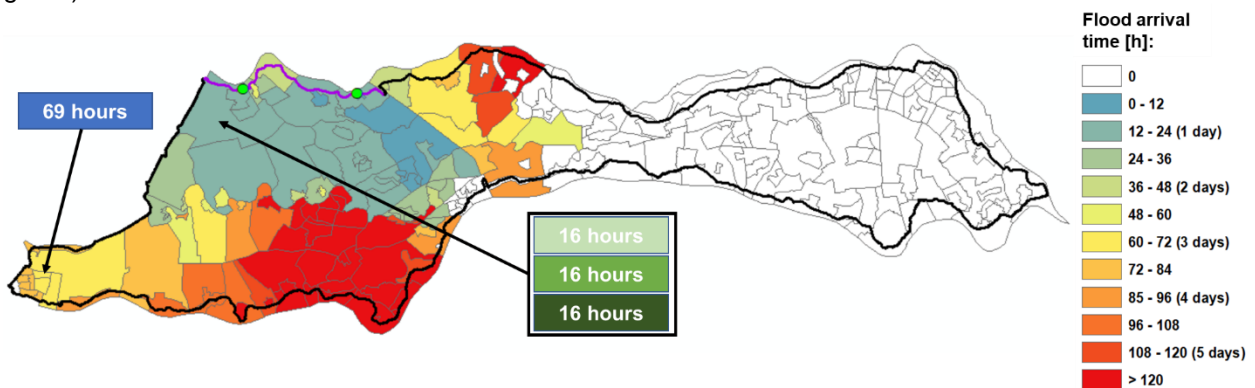 Flood arrival
time [h]:
69 hours
16 hours
16 hours
16 hours
0
0 - 12
12 - 24 (1 day)
24 - 36
36 - 48 (2 days)
48 - 60
60 - 72 (3 days)
72 - 84
85 - 96 (4 days)
96 - 108
108 - 120 (5 days)
> 120